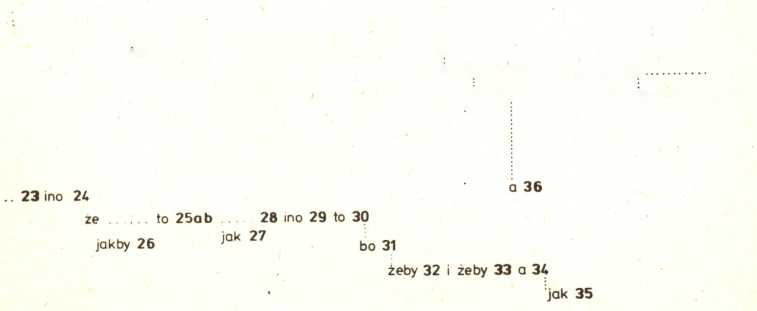 a 36
.. 23 ino 24
że ...... to 25ab .... 28 ino 29 to 30
jakby 26 jak 27 bo 31
żeby 32 i żeby 33 a 34
jak 35